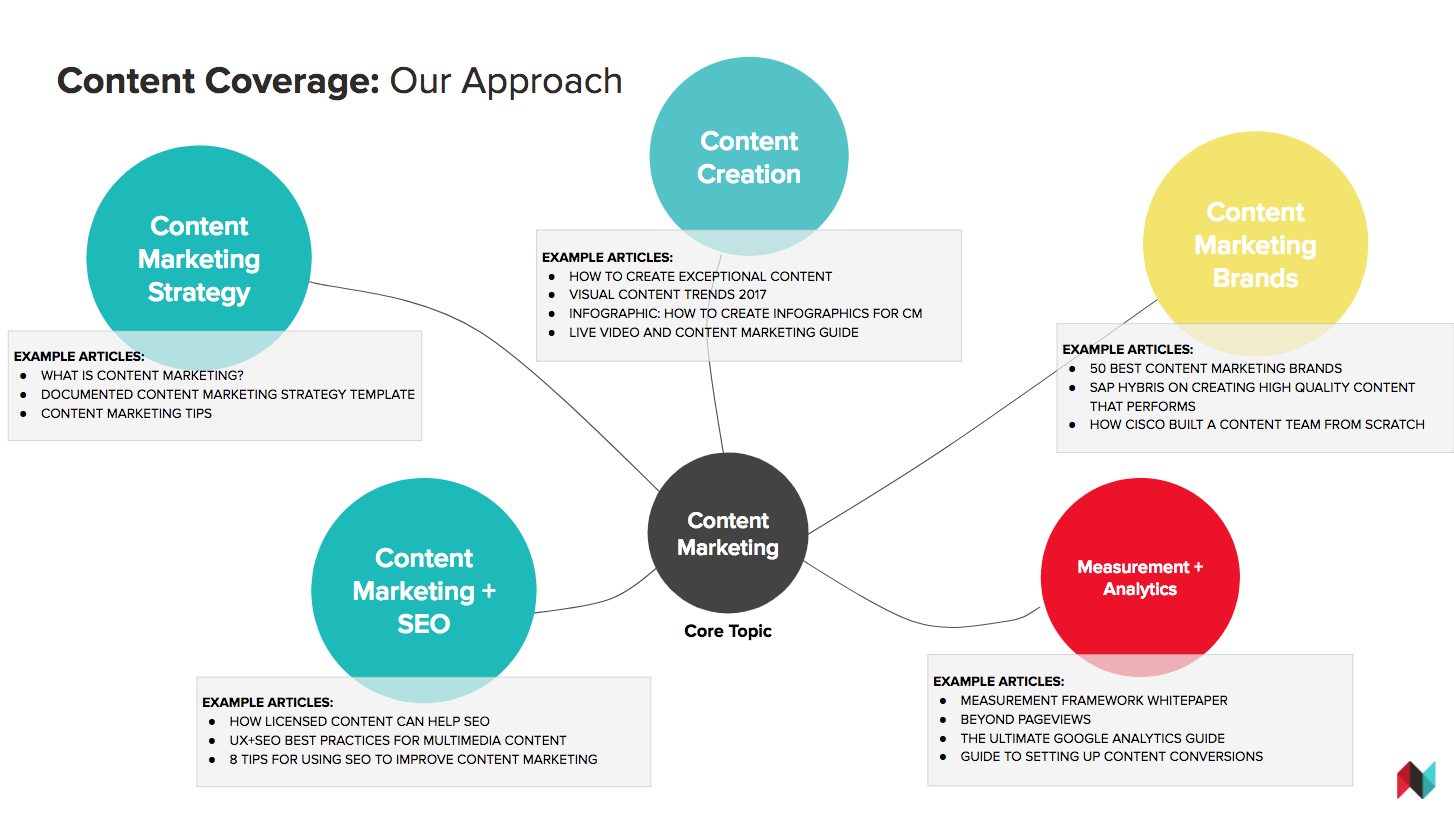 Content Coverage: Our Approach
Content
Creation
EXAMPLE ARTICLES:
● HOW TO CREATE EXCEPTIONAL CONTENT
● VISUAL CONTENT TRENDS 2017
● INFOGRAPHIC: HOW TO CREATE INFOGRAPHICS FOR CM
● LIVE VIDEO AND CONTENT MARKETING GUIDE
Content
Marketing
Strategy
EXAMPLE ARTICLES:
● WHAT IS CONTENT MARKETING?
● DOCUMENTED CONTENT MARKETING STRATEGY TEMPLATE
● CONTENT MARKETING TIPS
Content
Marketing
Brands
EXAMPLE ARTICLES:
● 50 BEST CONTENT MARKETING BRANDS
● SAP HYBRIS ON CREATING HIGH QUALITY CONTENT
THAT PERFORMS
● HOW CISCO BUILT A CONTENT TEAM FROM SCRATCH
Content
Marketing
Core Topic
Content
Marketing +
SEO
EXAMPLE ARTICLES:
● HOW LICENSED CONTENT CAN HELP SEO
● UX+SEO BEST PRACTICES FOR MULTIMEDIA CONTENT
● 8 TIPS FOR USING SEO TO IMPROVE CONTENT MARKETING
Measurement +
Analytics
EXAMPLE ARTICLES:
● MEASUREMENT FRAMEWORK WHITEPAPER
● BEYOND PAGEVIEWS
● THE ULTIMATE GOOGLE ANALYTICS GUIDE
● GUIDE TO SETTING UP CONTENT CONVERSIONS